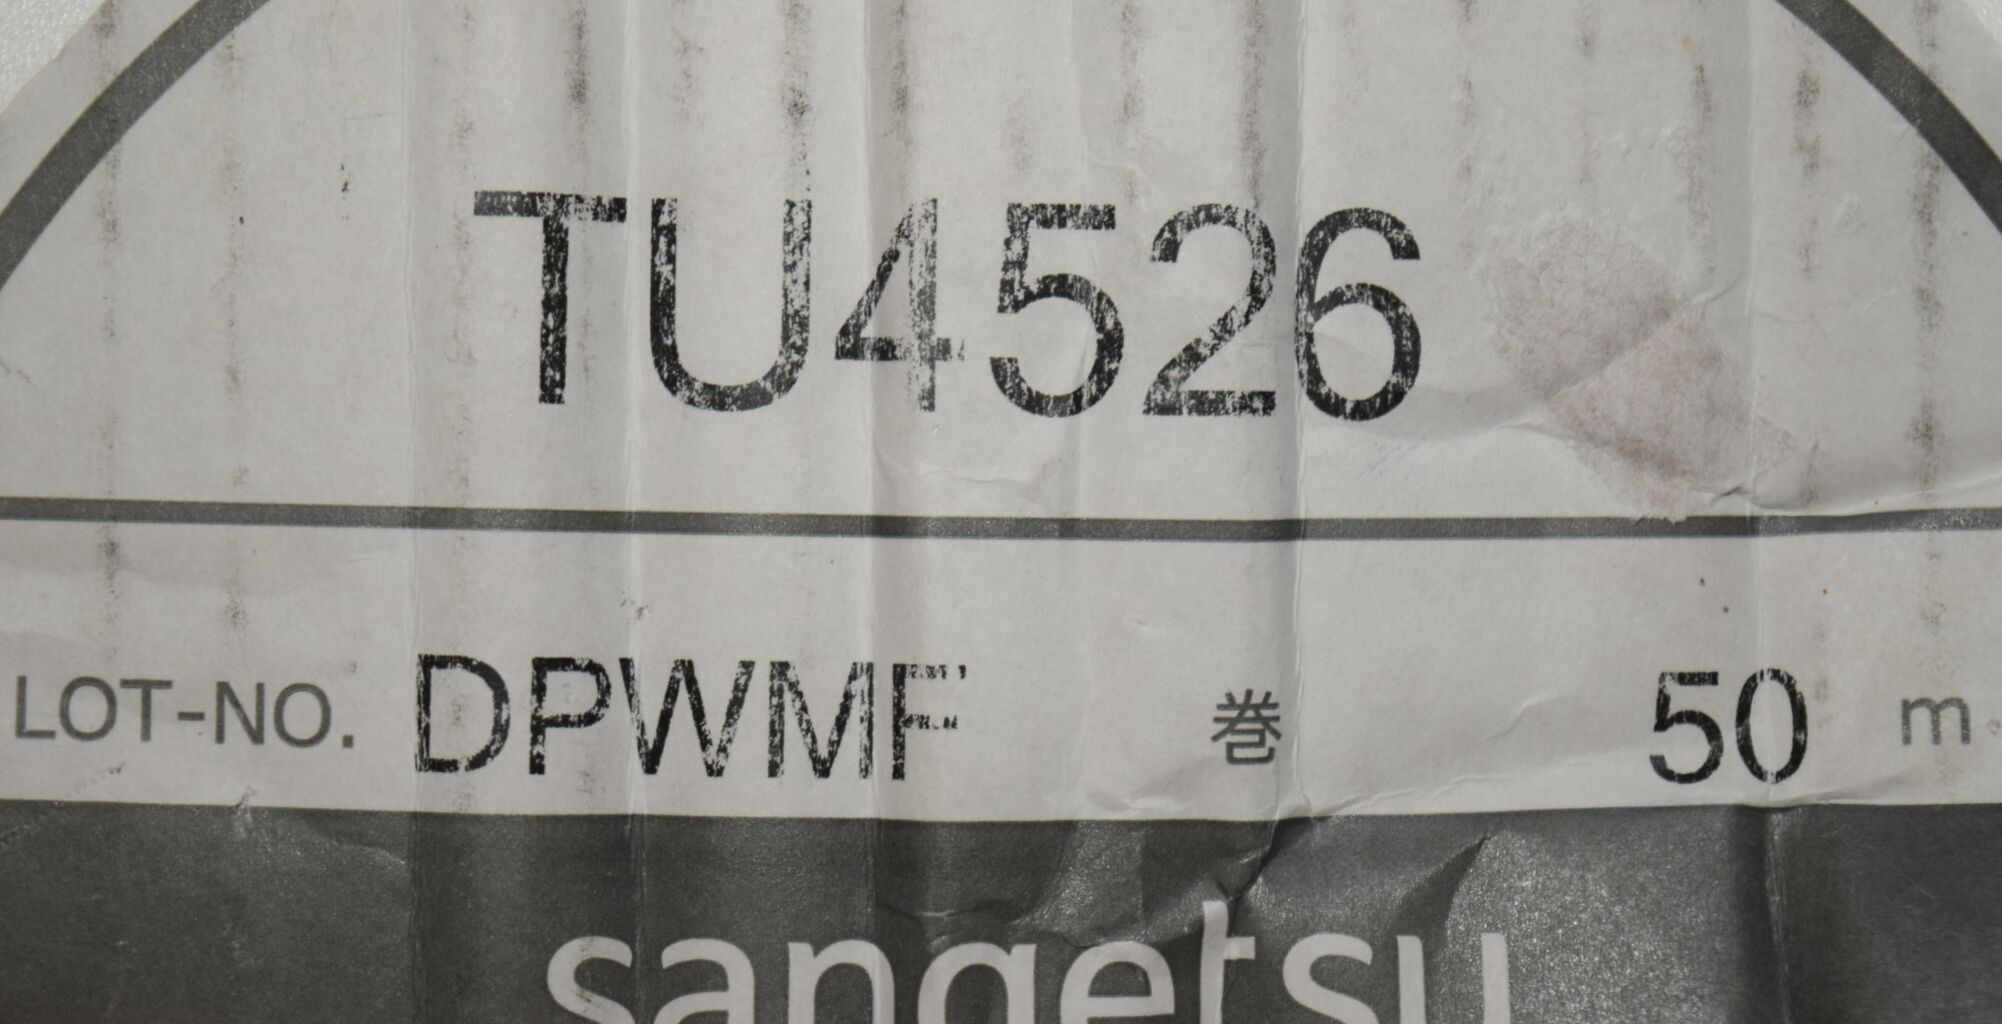 TU4526
LOT-NO. DPWMF 巻 50 m
sangetsu